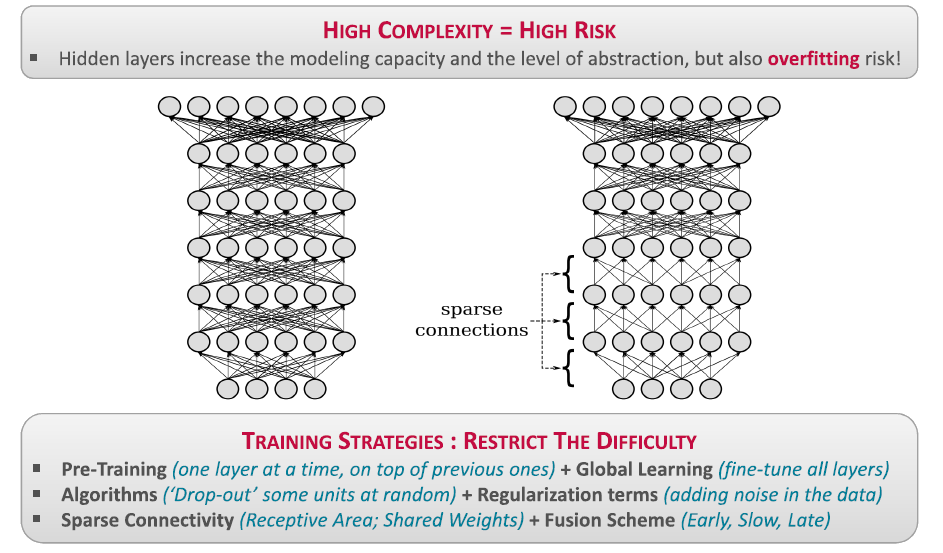 HIGH COMPLEXITY = HIGH RISK
▪ Hidden layers increase the modeling capacity and the level of abstraction, but also overfitting risk!
sparse
connections
TRAINING STRATEGIES : RESTRICT THE DIFFICULTY
▪ Pre-Training (one layer at a time, on top of previous ones) + Global Learning (fine-tune all layers)
▪ Algorithms (‘Drop-out’ some units at random) + Regularization terms (adding noise in the data)
▪ Sparse Connectivity (Receptive Area; Shared Weights) + Fusion Scheme (Early, Slow, Late)